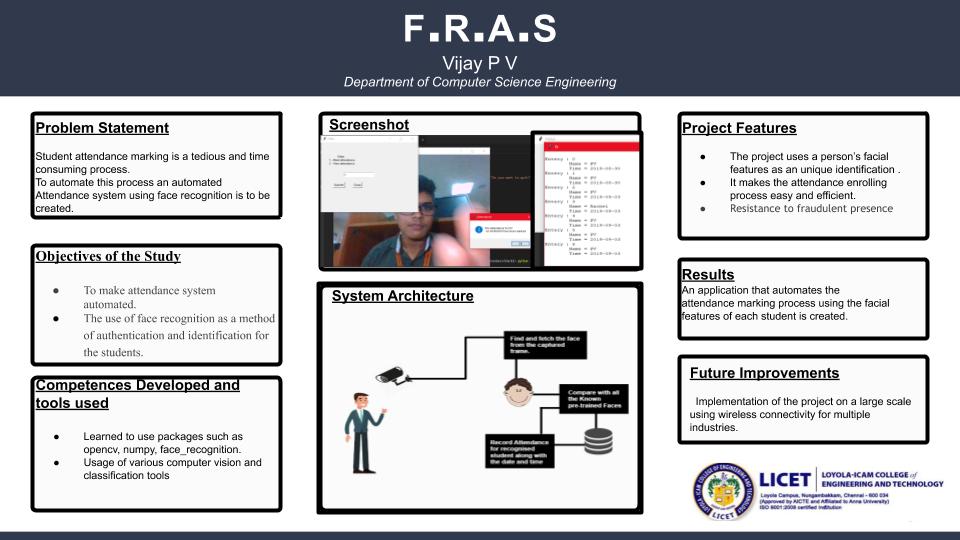 F.R.A.S
Vijay P V
Department of Computer Science Engineering
Problem Statement
Student attendance marking is a tedious and time
consuming process.
To automate this process an automated
Attendance system using face recognition is to be
created.
Objectives of the Study
● To make attendance system
automated.
● The use of face recognition as a method
of authentication and identification for
the students.
Competences Developed and
tools used
● Learned to use packages such as
opencv, numpy, face_recognition.
● Usage of various computer vision and
classification tools
Screenshot
System Architecture
Find and fetch the face
from the captured
frame.
Compare with all
the Known
pre-trained Faces
Record Attendance
for recognised
student along with
the date and time
Project Features
● The project uses a person's facial
features as an unique identification .
● It makes the attendance enrolling
process easy and efficient.
● Resistance to fraudulent presence
Results
An application that automates the
attendance marking process using the facial
features of each student is created.
Future Improvements
Implementation of the project on a large scale
using wireless connectivity for multiple
industries.
LICET
LOYOLA-ICAM COLLEGE of
ENGINEERING AND TECHNOLOGY
Loyola Campus, Nungambakkam, Chennai - 600 034
(Approved by AICTE and Affiliated to Anna University)
ISO 9001:2008 certified institution
LICET